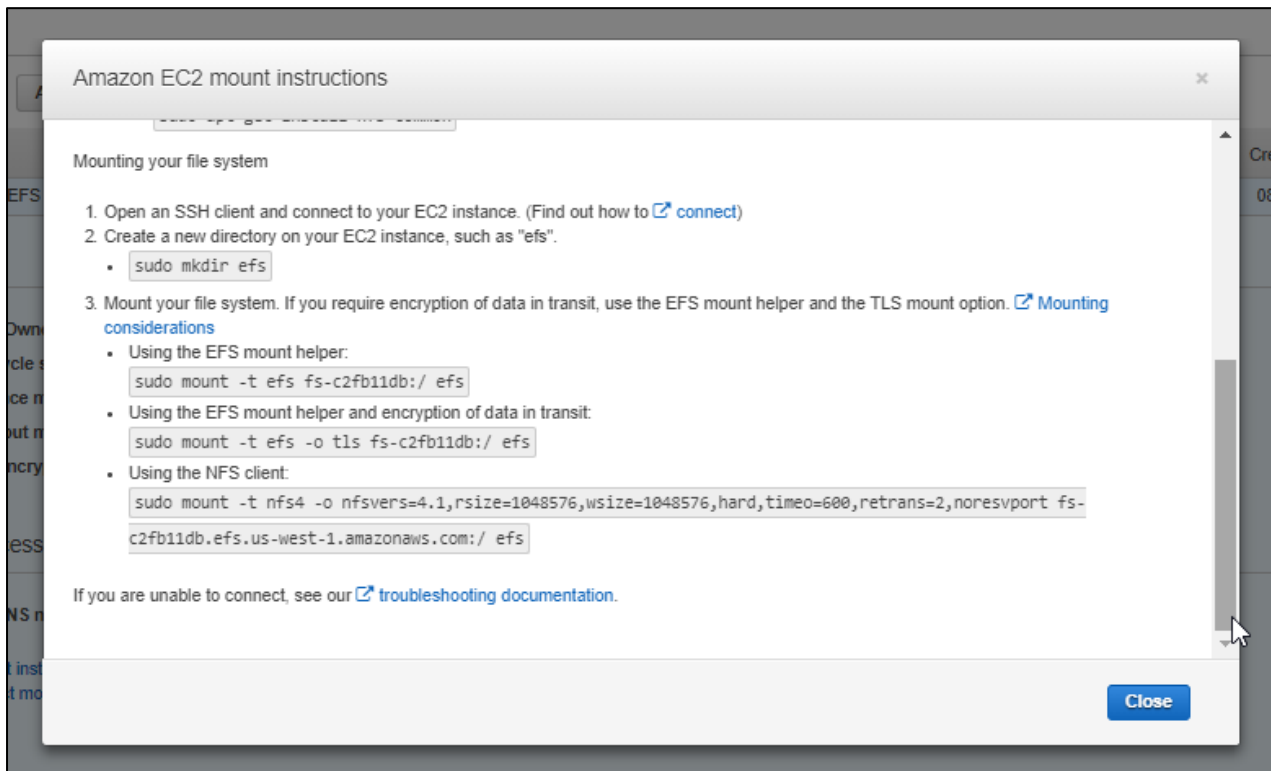 Amazon EC2 mount instructions
×
Mounting your file system
Cre
EFS
08
1. Open an SSH client and connect to your EC2 instance. (Find out how to connect)
2. Create a new directory on your EC2 instance, such as "efs".
• sudo mkdir efs
3. Mount your file system. If you require encryption of data in transit, use the EFS mount helper and the TLS mount option. Mounting
considerations
• Using the EFS mount helper:
sudo mount -t efs fs-c2fb11db:/ efs
• Using the EFS mount helper and encryption of data in transit:
sudo mount -t efs -o tls fs-c2fb11db:/ efs
• Using the NFS client:
sudo mount -t nfs4 -o nfsvers=4.1,rsize=1048576,wsize=1048576,hard,timeo=600,retrans=2,noresvport fs-
c2fb11db.efs.us-west-1.amazonaws.com:/ efs
If you are unable to connect, see our troubleshooting documentation.
Close